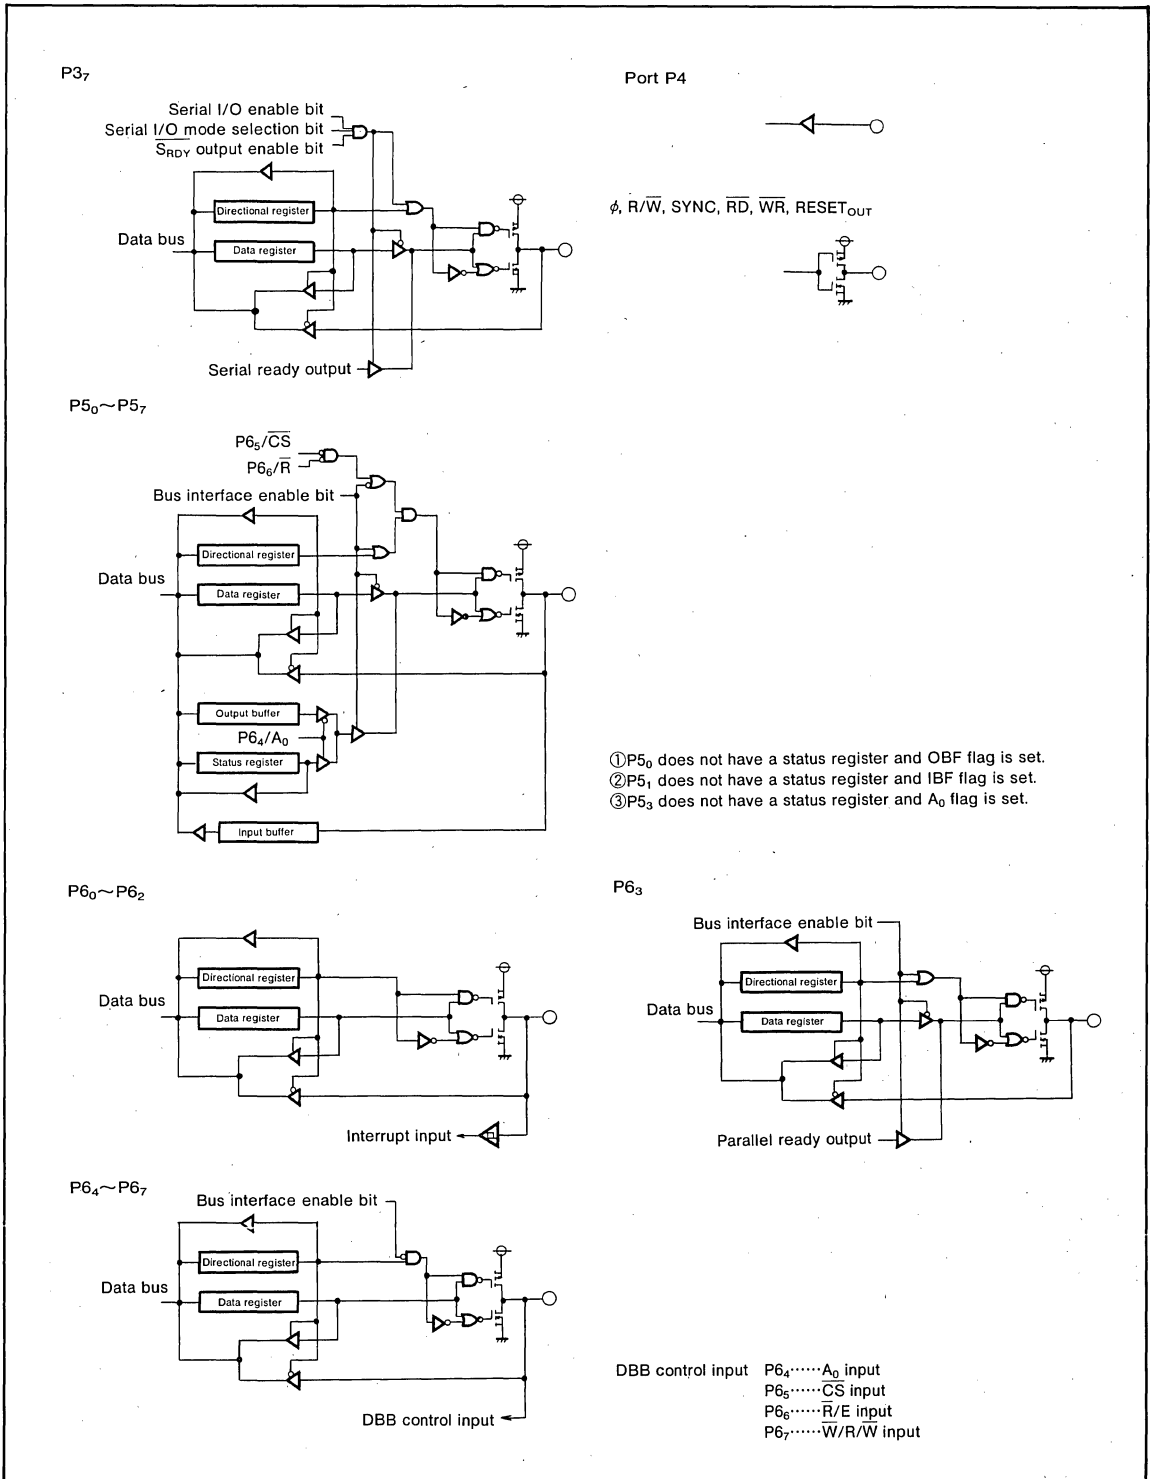 P3₇
Serial I/O enable bit
Serial I/O mode selection bit
S̅R̅D̅Y̅ output enable bit
Directional register
Data bus
Data register
Serial ready output
Port P4
ϕ, R/W̅, SYNC, R̅D̅, W̅R̅, RESET_OUT
P5₀~P5₇
P6₅/C̅S̅
P6₆/R̅
Bus interface enable bit
Directional register
Data bus
Data register
Output buffer
P6₄/A₀
Status register
Input buffer
①P5₀ does not have a status register and OBF flag is set.
②P5₁ does not have a status register and IBF flag is set.
③P5₃ does not have a status register and A₀ flag is set.
P6₀~P6₂
Directional register
Data bus
Data register
Interrupt input
P6₃
Bus interface enable bit
Directional register
Data bus
Data register
Parallel ready output
P6₄~P6₇
Bus interface enable bit
Directional register
Data bus
Data register
DBB control input
DBB control input P6₄······A₀ input
P6₅······C̅S̅ input
P6₆······R̅/E input
P6₇······W̅/R/W̅ input